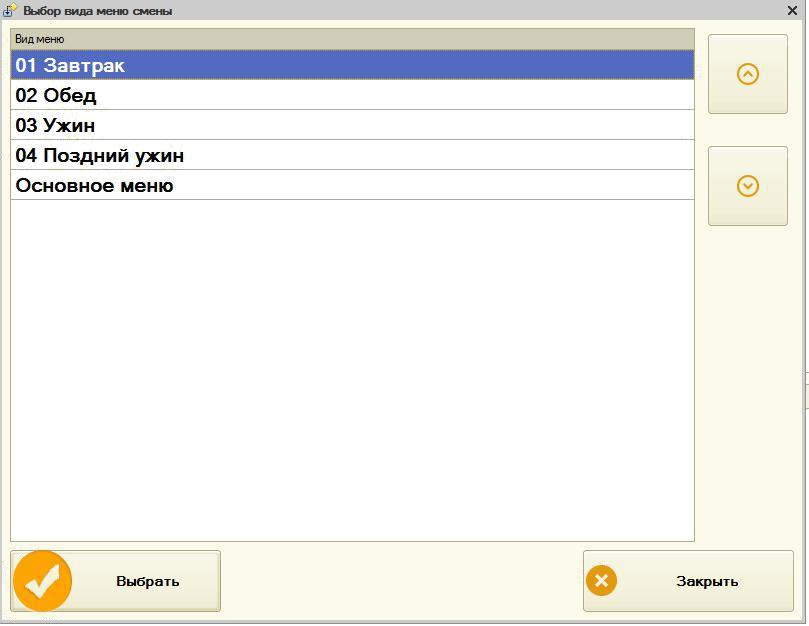 Выбор вида меню смены
Вид меню
01 Завтрак
02 Обед
03 Ужин
04 Поздний ужин
Основное меню
Выбрать
Закрыть